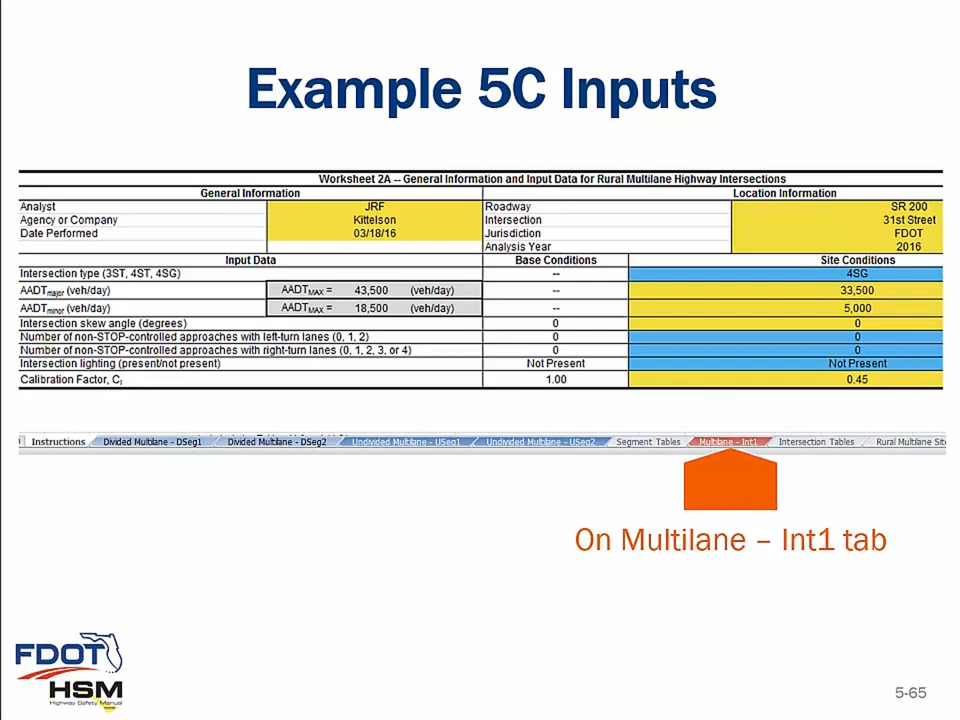 Example 5C Inputs
Worksheet 2A -- General Information and Input Data for Rural Multilane Highway Intersections
General Information Location Information
Analyst JRF Roadway SR 200
Agency or Company Kittelson Intersection 31st Street
Date Performed 03/18/16 Jurisdiction FDOT
Analysis Year 2016
Input Data Base Conditions Site Conditions
Intersection type (3ST, 4ST, 4SG) -- 4SG
AADTmajor (veh/day) AADTMAX = 43,500 (veh/day) -- 33,500
AADTminor (veh/day) AADTMAX = 18,500 (veh/day) -- 5,000
Intersection skew angle (degrees) 0 0
Number of non-STOP-controlled approaches with left-turn lanes (0, 1, 2) 0 0
Number of non-STOP-controlled approaches with right-turn lanes (0, 1, 2, 3, or 4) 0 0
Intersection lighting (present/not present) Not Present Not Present
Calibration Factor, Ci 1.00 0.45
Instructions Divided Multilane - DSeg1 Divided Multilane - DSeg2 Undivided Multilane - USeg1 Undivided Multilane - USeg2 Segment Tables Multilane - Int1 Intersection Tables Rural Multilane Sit
On Multilane – Int1 tab
FDOT
HSM
Highway Safety Manual
5-65